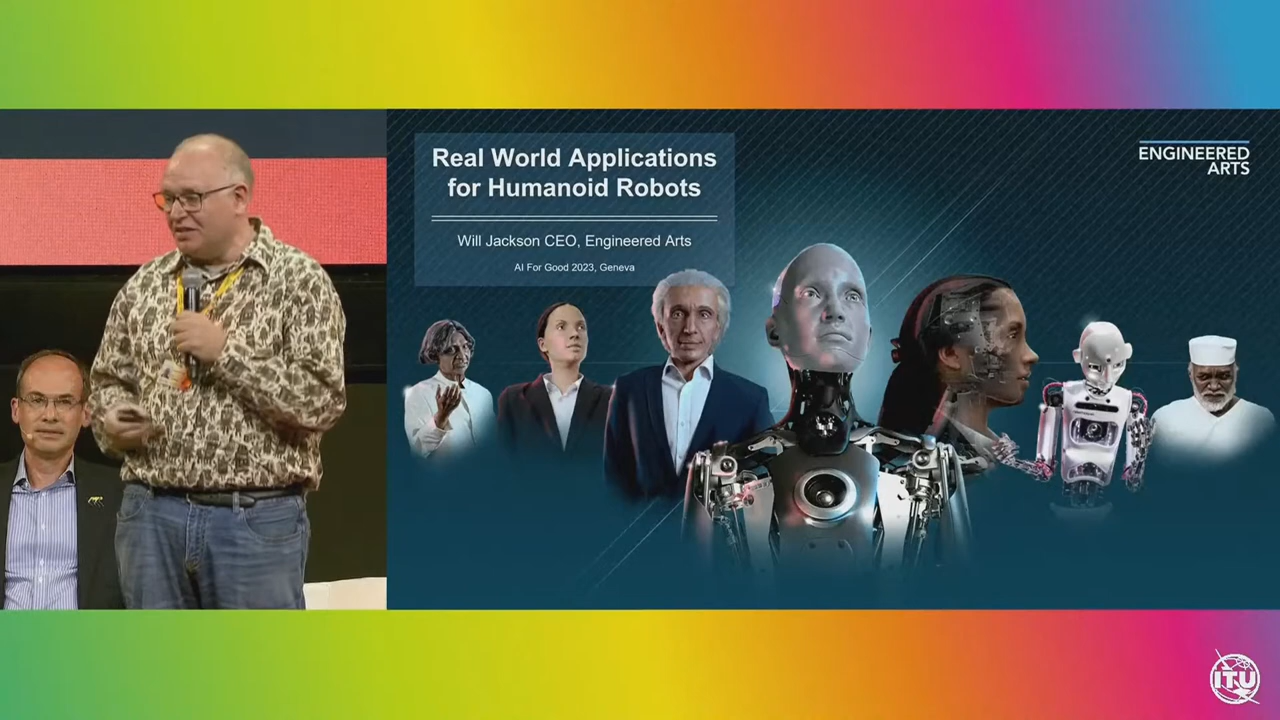 Real World Applications
for Humanoid Robots
Will Jackson CEO, Engineered Arts
AI For Good 2023, Geneva
ENGINEERED
ARTS
ITU